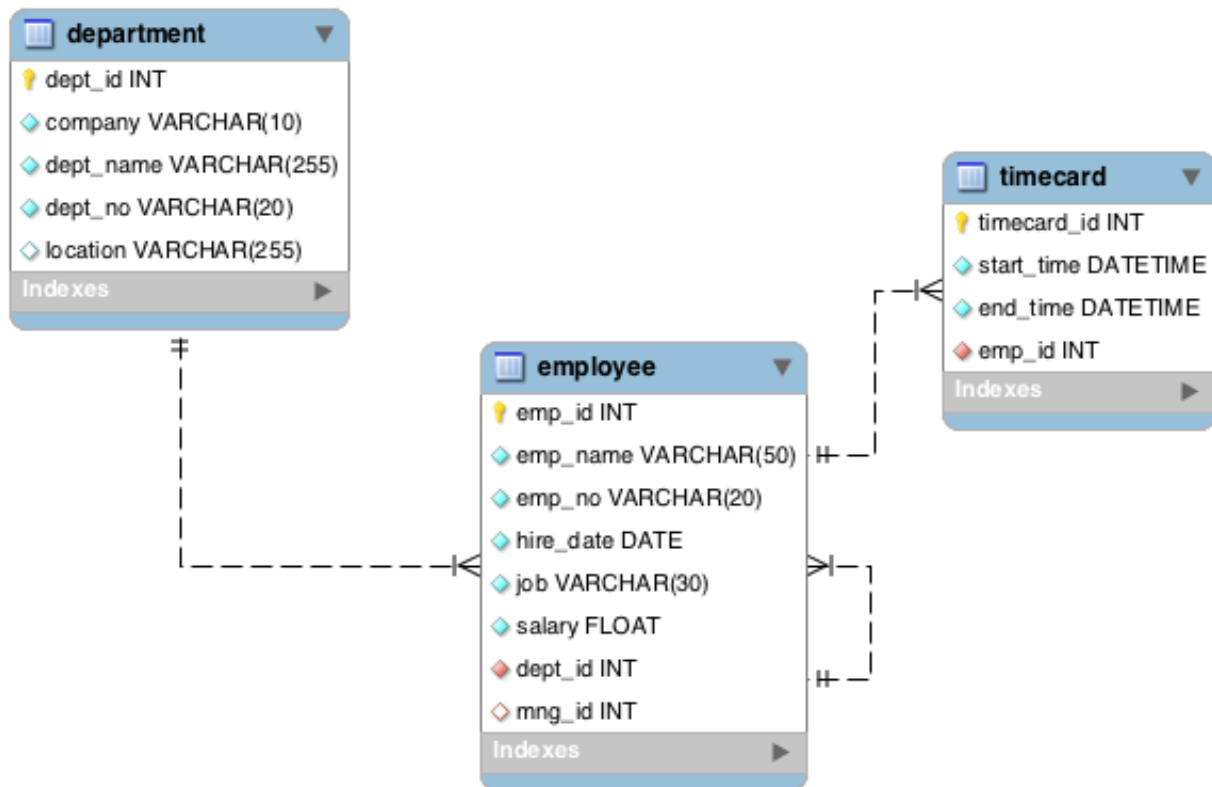 department
dept_id INT
company VARCHAR(10)
dept_name VARCHAR(255)
dept_no VARCHAR(20)
location VARCHAR(255)
Indexes
timecard
timecard_id INT
start_time DATETIME
end_time DATETIME
emp_id INT
Indexes
employee
emp_id INT
emp_name VARCHAR(50)
emp_no VARCHAR(20)
hire_date DATE
job VARCHAR(30)
salary FLOAT
dept_id INT
mng_id INT
Indexes